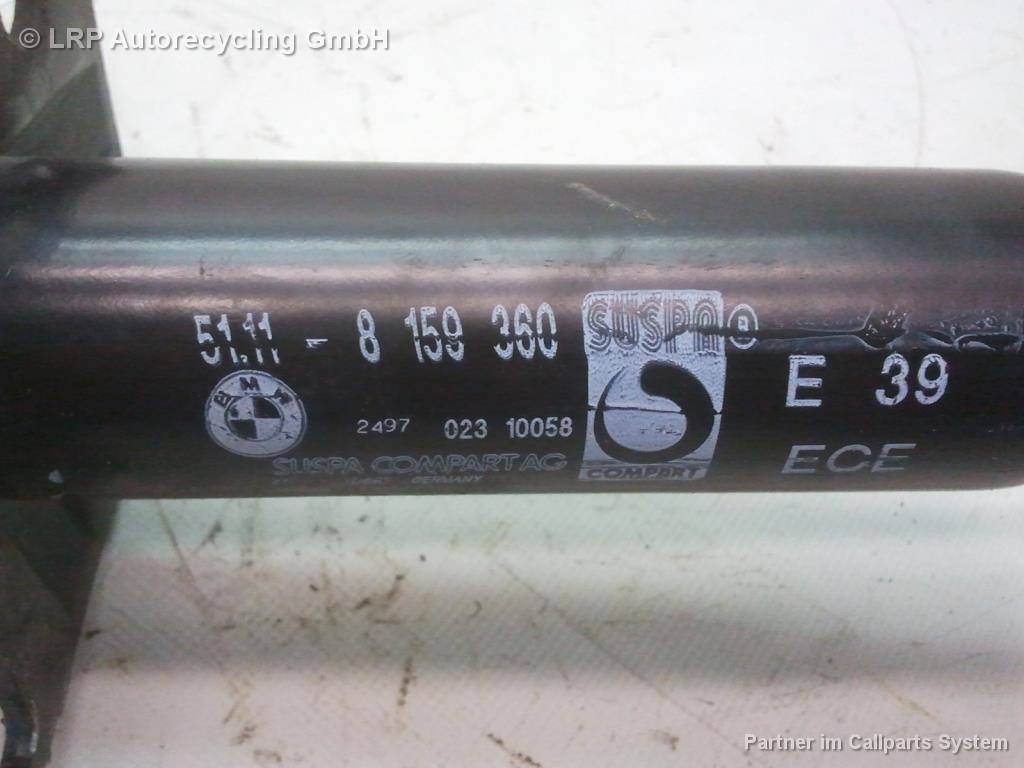 © LRP Autorecycling GmbH
51.11 - 8 159 360
SUSPA ®
BMW
2497 023 10058
SUSPA COMPART AG
GERMANY
COMPART
E 39
ECE
Partner im Callparts System